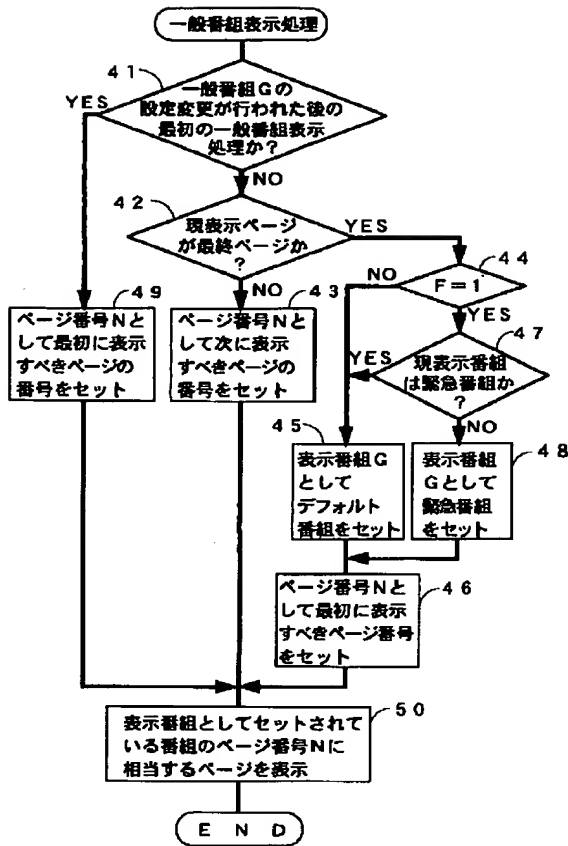 一般番組表示処理
41
一般番組Gの
設定変更が行われた後の
最初の一般番組表示
処理か?
YES
NO
42
現表示ページ
が最終ページか
?
YES
NO
44
F=1
NO
YES
49
ページ番号Nと
して最初に表示
すべきページの
番号をセット
43
ページ番号Nと
して次に表示
すべきページの
番号をセット
47
現表示番組
は緊急番組か
?
YES
NO
45
表示番組G
として
デフォルト
番組をセット
48
表示番組
Gとして
緊急番組
をセット
46
ページ番号Nと
して最初に表示
すべきページ番号
をセット
50
表示番組としてセットされて
いる番組のページ番号Nに
相当するページを表示
END